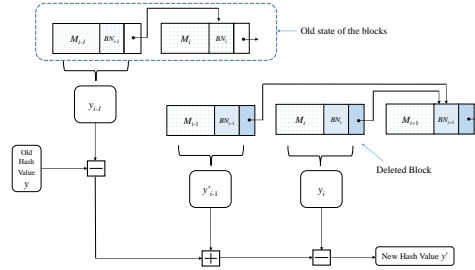 M_{i-1} BN_{i-1} M_i BN_i
Old state of the blocks
y_{i-1}
M_{i-1} BN_{i-1} M_i BN_i M_{i+1} BN_{i+1}
Old
Hash
Value
y
Deleted Block
y'_{i-1} y_i
New Hash Value y'